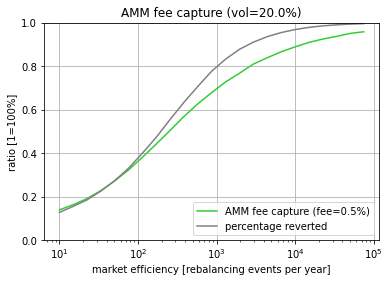 AMM fee capture (vol=20.0%)
ratio [1=100%]
1.0
0.8
0.6
0.4
0.2
0.0
AMM fee capture (fee=0.5%)
percentage reverted
10¹ 10² 10³ 10⁴ 10⁵
market efficiency [rebalancing events per year]